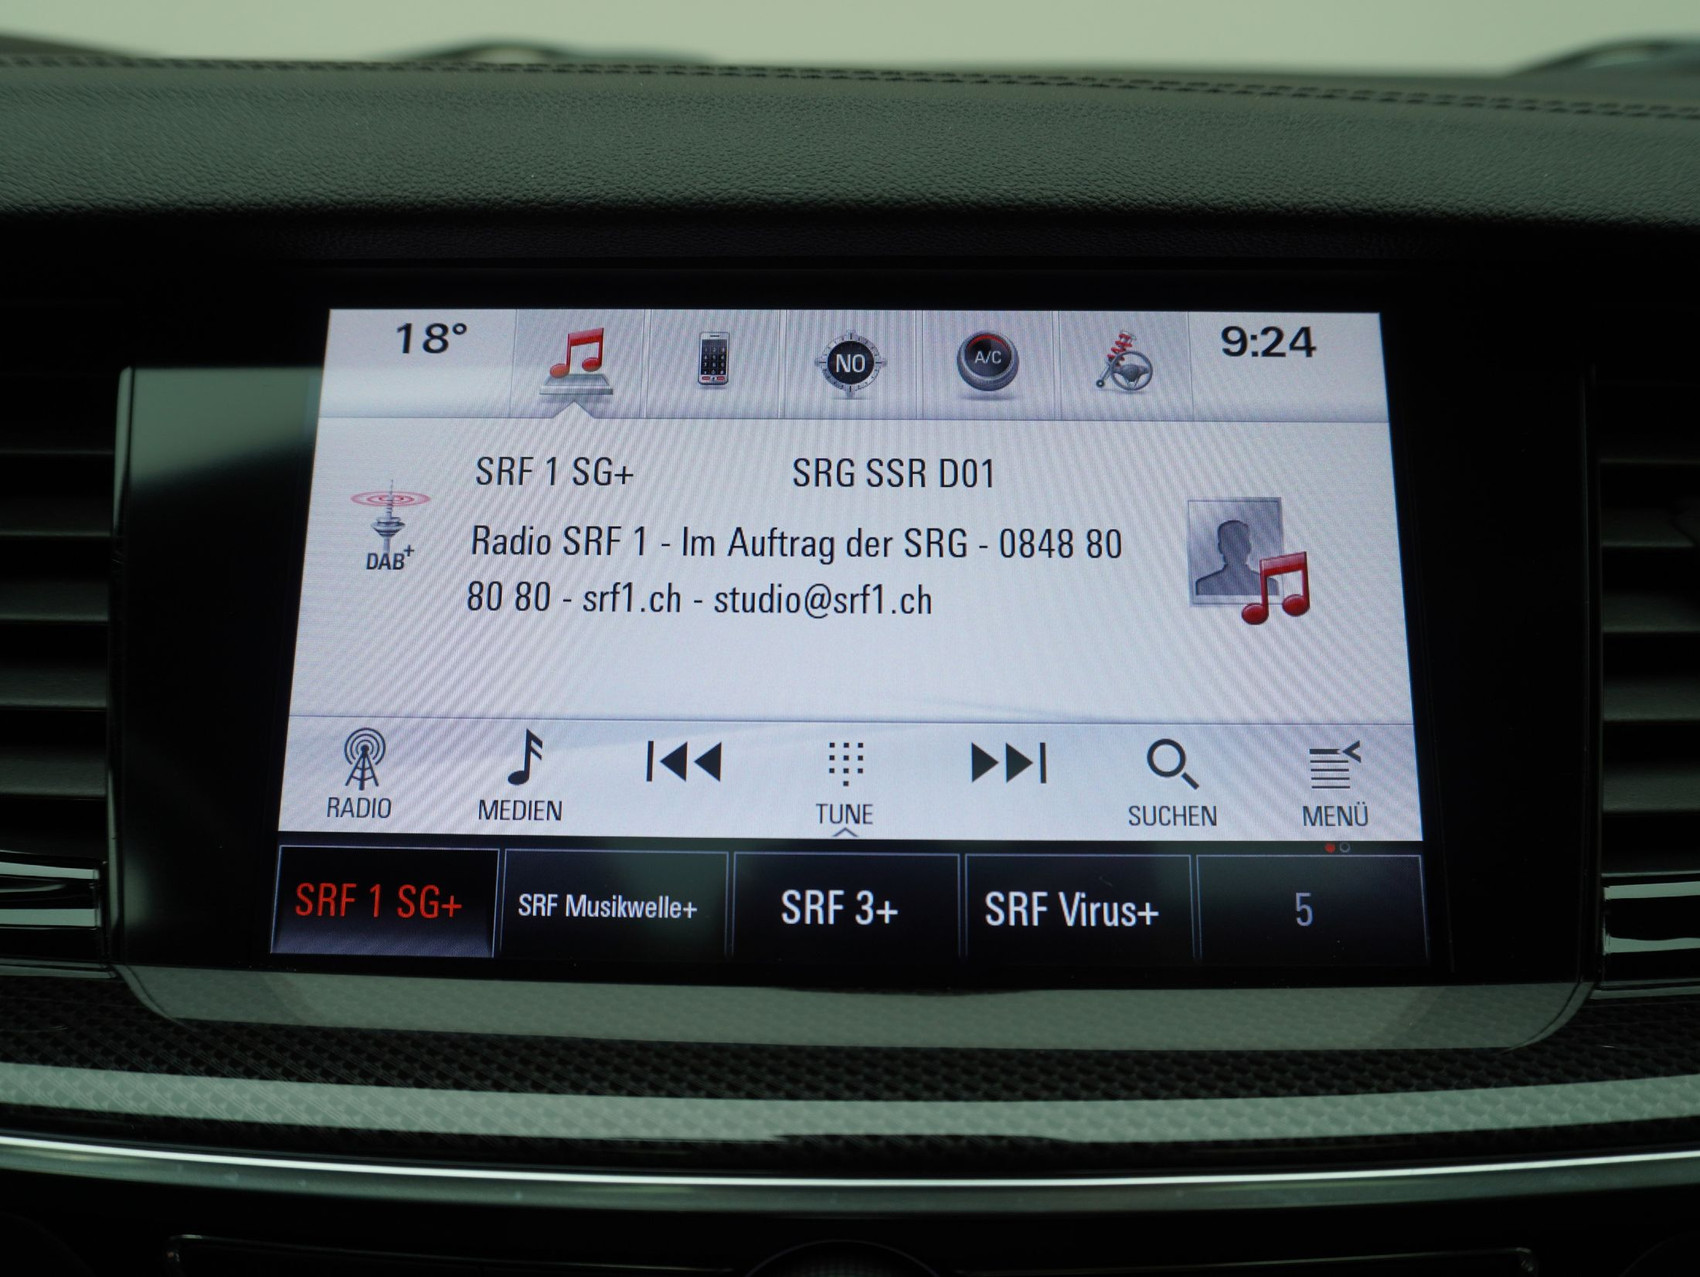 18°
NO
A/C
9:24
SRF 1 SG+
SRG SSR D01
DAB+
Radio SRF 1 - Im Auftrag der SRG - 0848 80
80 80 - srf1.ch - studio@srf1.ch
RADIO
MEDIEN
TUNE
SUCHEN
MENÜ
SRF 1 SG+
SRF Musikwelle+
SRF 3+
SRF Virus+
5